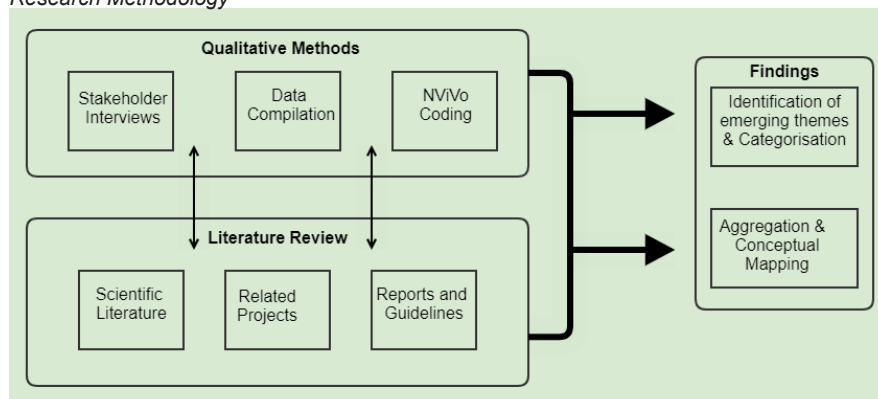 Research Methodology
Qualitative Methods
Stakeholder
Interviews
Data
Compilation
NViVo
Coding
Literature Review
Scientific
Literature
Related
Projects
Reports and
Guidelines
Findings
Identification of
emerging themes
& Categorisation
Aggregation &
Conceptual
Mapping